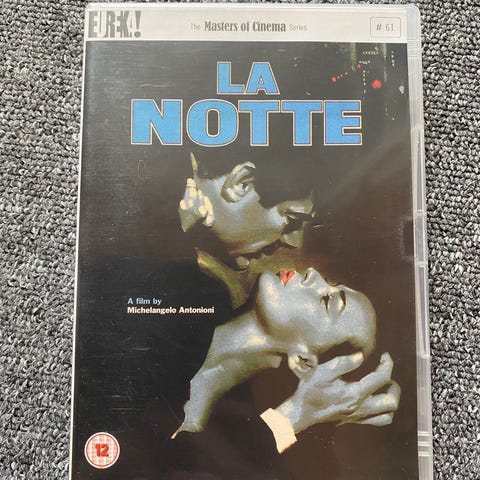 EUREKA!
The Masters of Cinema Series
# 61
LA
NOTTE
A film by
Michelangelo Antonioni
12